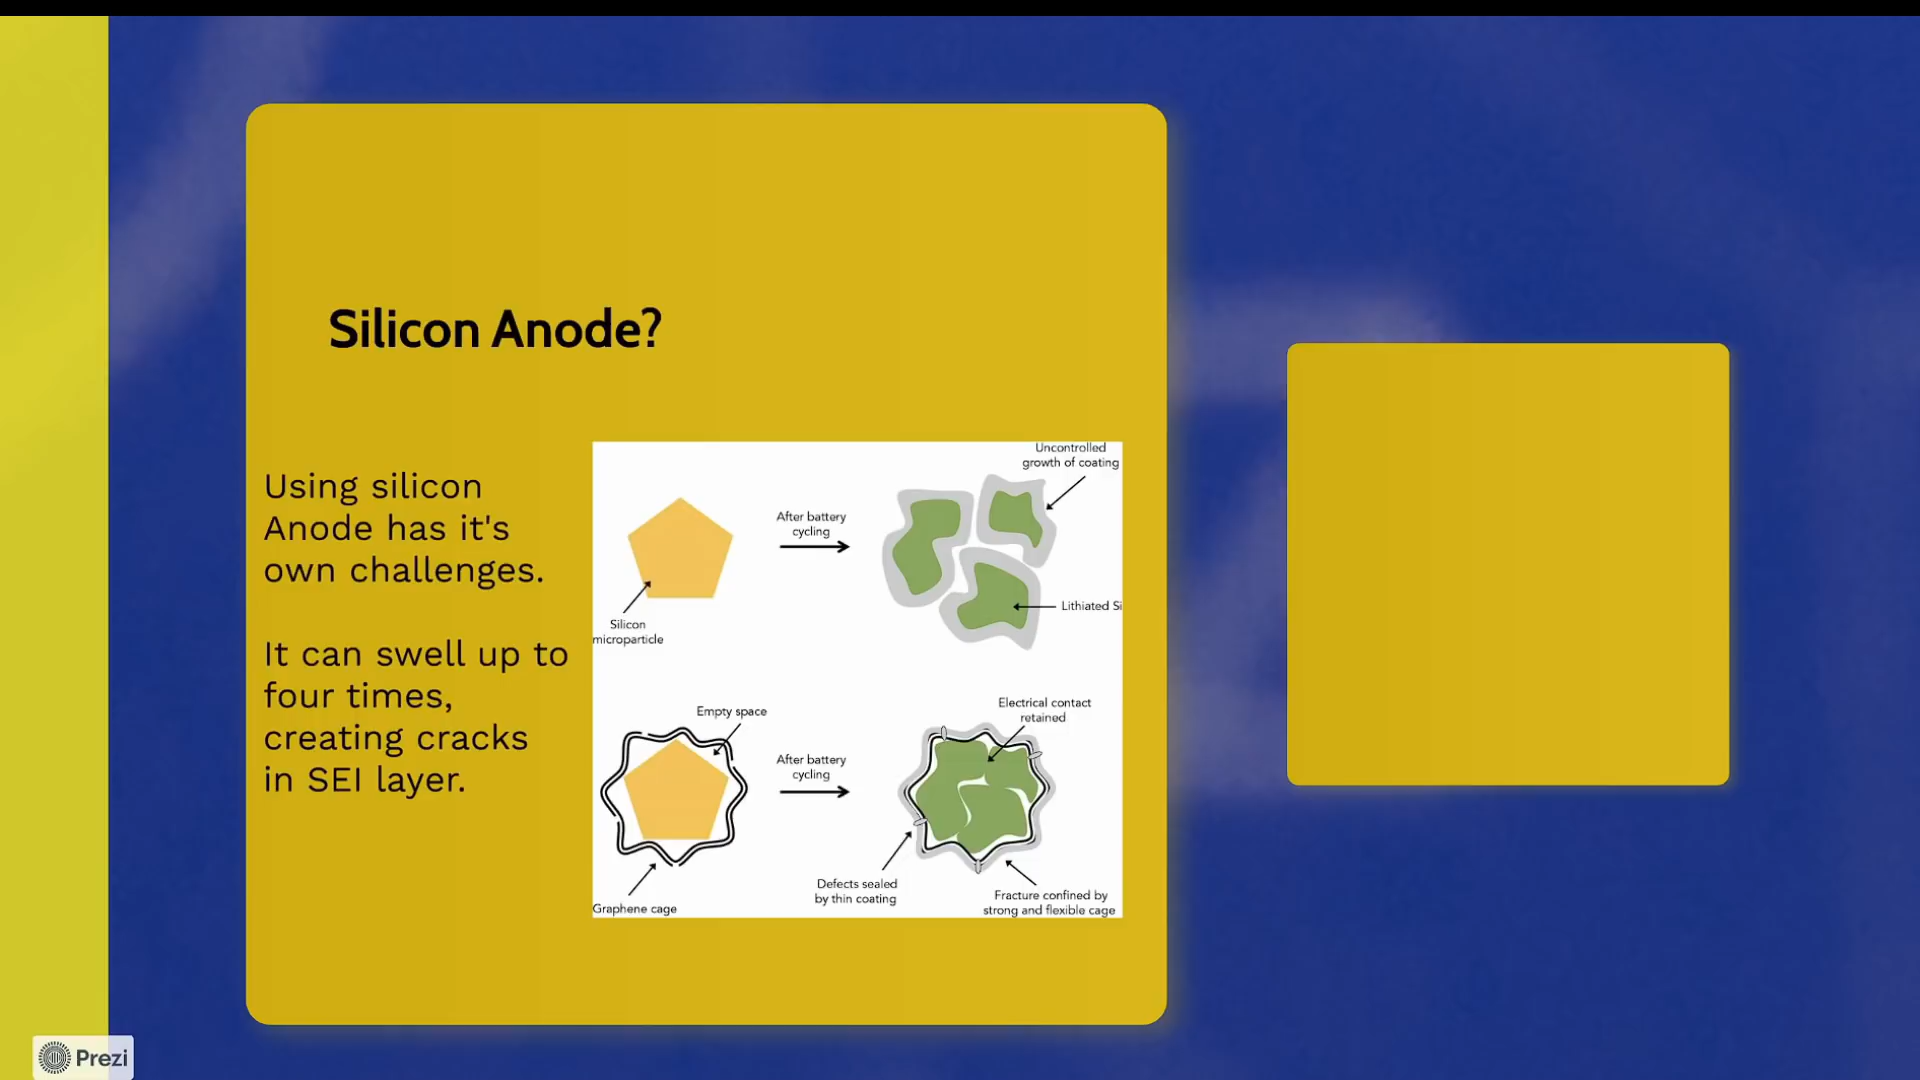 Silicon Anode?
Using silicon
Anode has it's
own challenges.
It can swell up to
four times,
creating cracks
in SEI layer.
Uncontrolled
growth of coating
After battery
cycling
Silicon
microparticle
Lithiated Si
Empty space
Electrical contact
retained
After battery
cycling
Graphene cage
Defects sealed
by thin coating
Fracture confined by
strong and flexible cage
Prezi